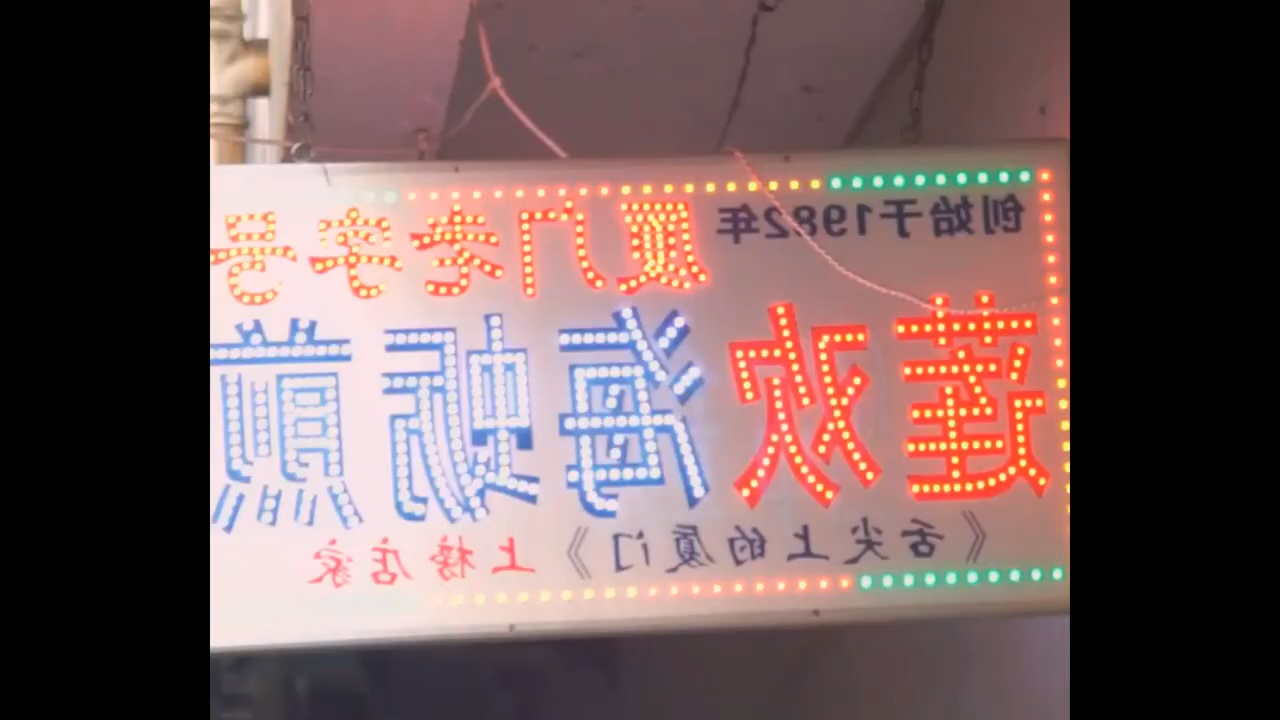 创始于1982年
厦门老字号
莲欢海蛎煎
《舌尖上的厦门》上榜店家